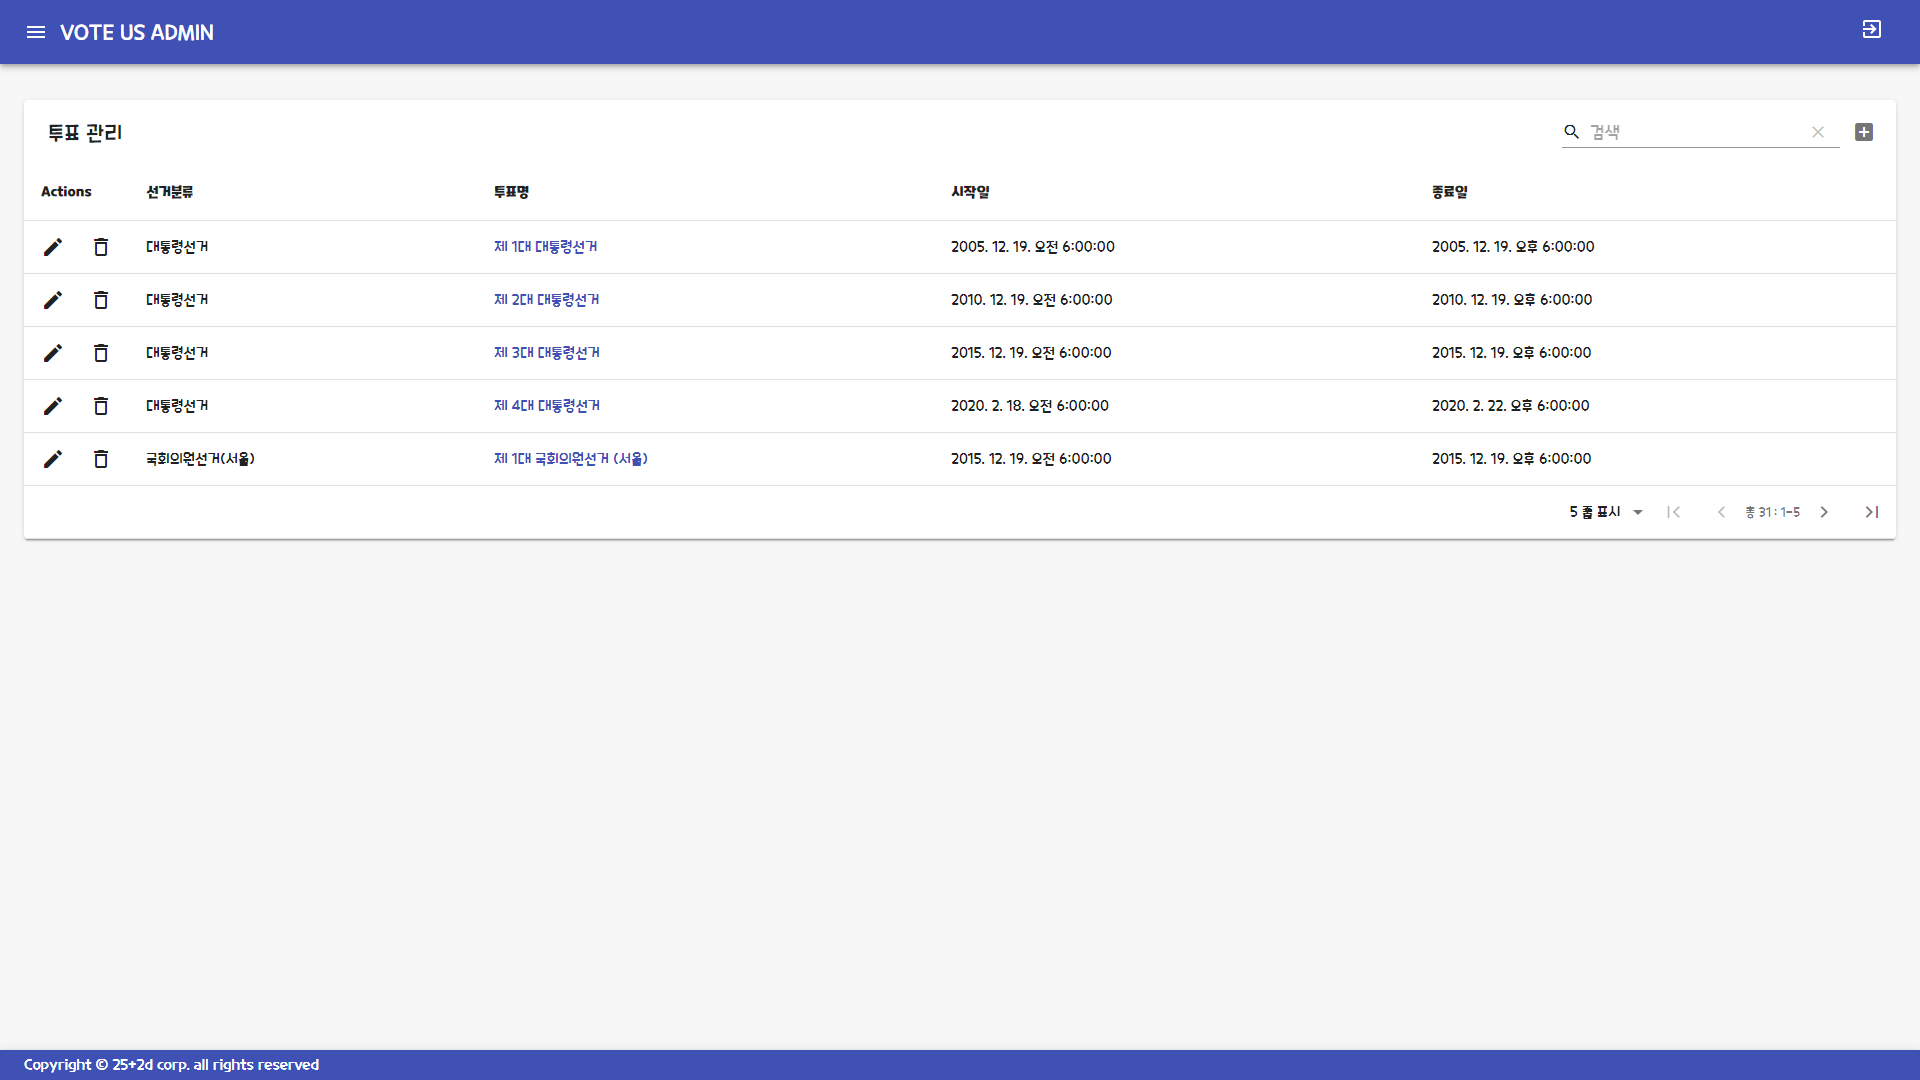 VOTE US ADMIN
투표 관리
검색
Actions 선거분류 투표명 시작일 종료일
대통령선거 제 1대 대통령선거 2005. 12. 19. 오전 6:00:00 2005. 12. 19. 오후 6:00:00
대통령선거 제 2대 대통령선거 2010. 12. 19. 오전 6:00:00 2010. 12. 19. 오후 6:00:00
대통령선거 제 3대 대통령선거 2015. 12. 19. 오전 6:00:00 2015. 12. 19. 오후 6:00:00
대통령선거 제 4대 대통령선거 2020. 2. 18. 오전 6:00:00 2020. 2. 22. 오후 6:00:00
국회의원선거(서울) 제 1대 국회의원선거 (서울) 2015. 12. 19. 오전 6:00:00 2015. 12. 19. 오후 6:00:00
5 줄 표시 총 31 : 1-5
Copyright © 25+2d corp. all rights reserved